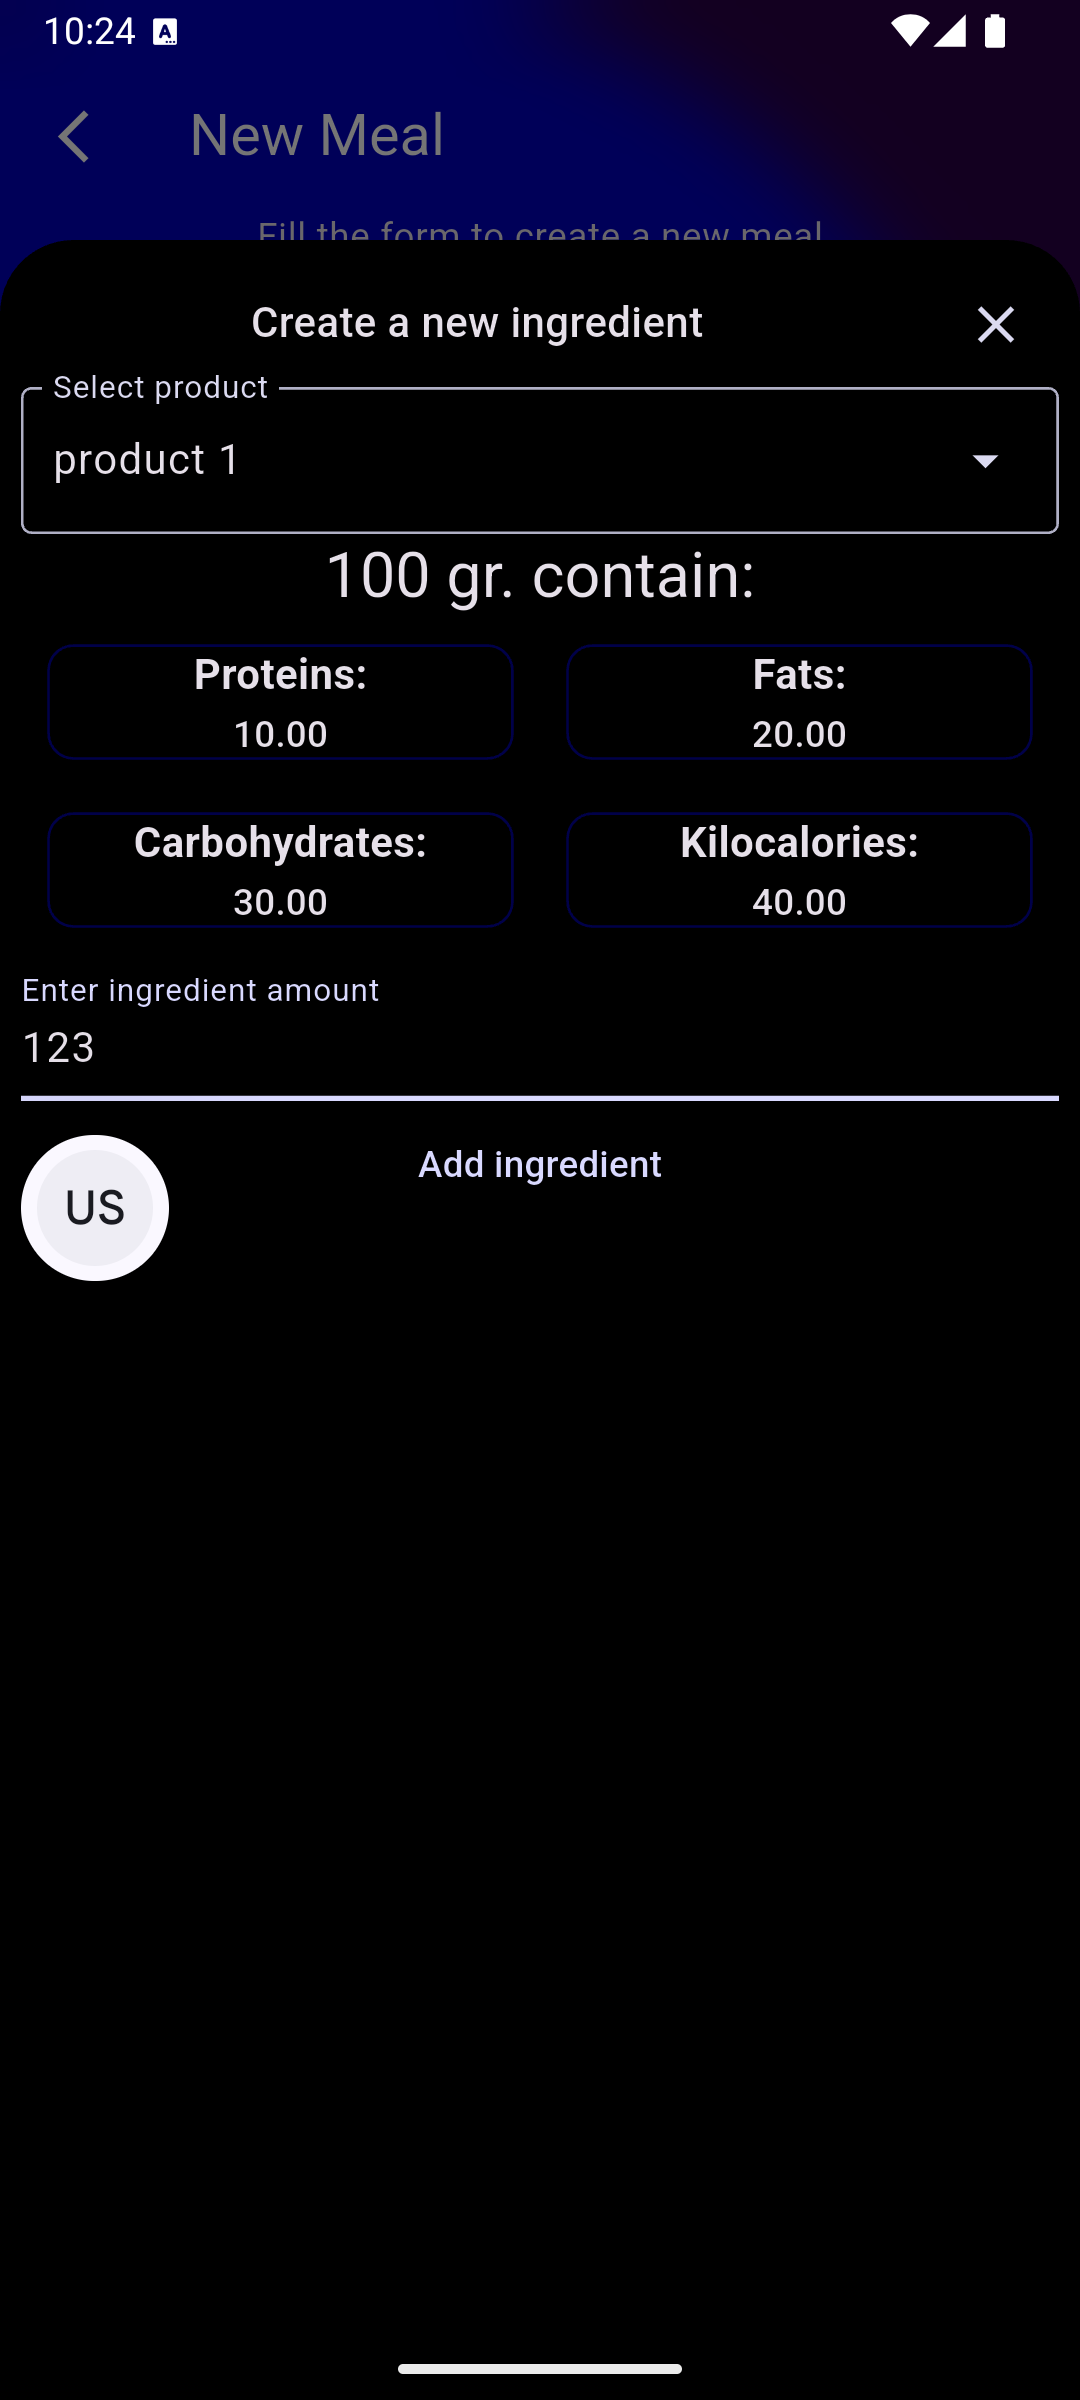 10:24
New Meal
Fill the form to create a new meal
Create a new ingredient
Select product
product 1
100 gr. contain:
Proteins:
10.00
Fats:
20.00
Carbohydrates:
30.00
Kilocalories:
40.00
Enter ingredient amount
123
Add ingredient
US